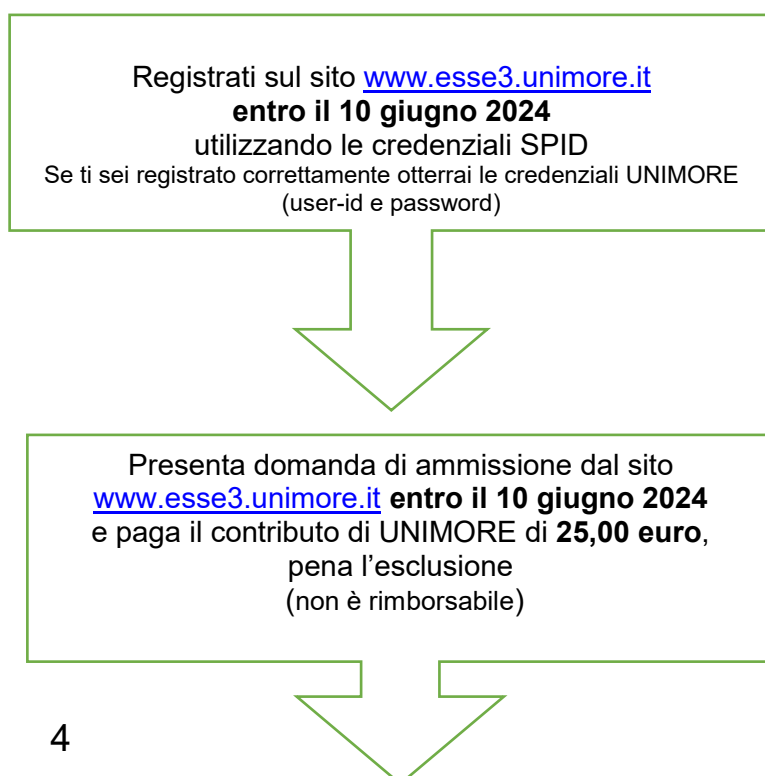 Registrati sul sito www.esse3.unimore.it
entro il 10 giugno 2024
utilizzando le credenziali SPID
Se ti sei registrato correttamente otterrai le credenziali UNIMORE
(user-id e password)
Presenta domanda di ammissione dal sito
www.esse3.unimore.it entro il 10 giugno 2024
e paga il contributo di UNIMORE di 25,00 euro,
pena l’esclusione
(non è rimborsabile)
4